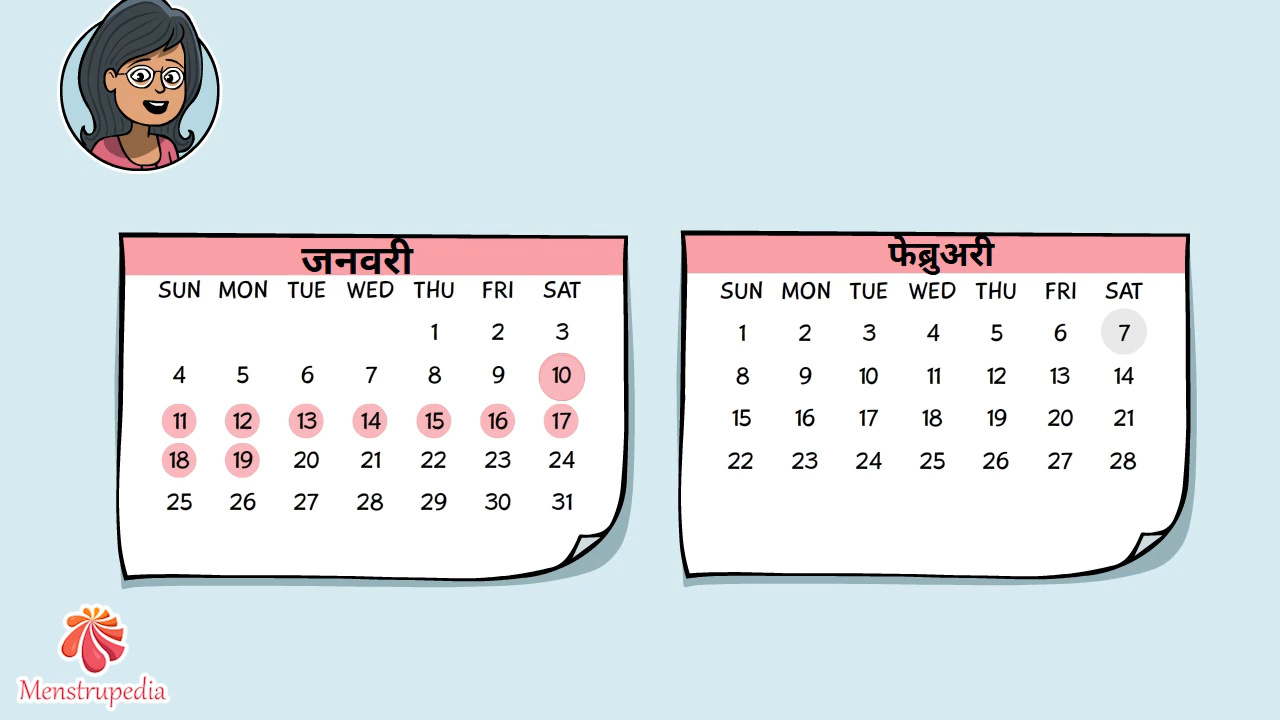 जनवरी
SUN MON TUE WED THU FRI SAT
1 2 3
4 5 6 7 8 9 10
11 12 13 14 15 16 17
18 19 20 21 22 23 24
25 26 27 28 29 30 31
फेब्रुअरी
SUN MON TUE WED THU FRI SAT
1 2 3 4 5 6 7
8 9 10 11 12 13 14
15 16 17 18 19 20 21
22 23 24 25 26 27 28
Menstrupedia